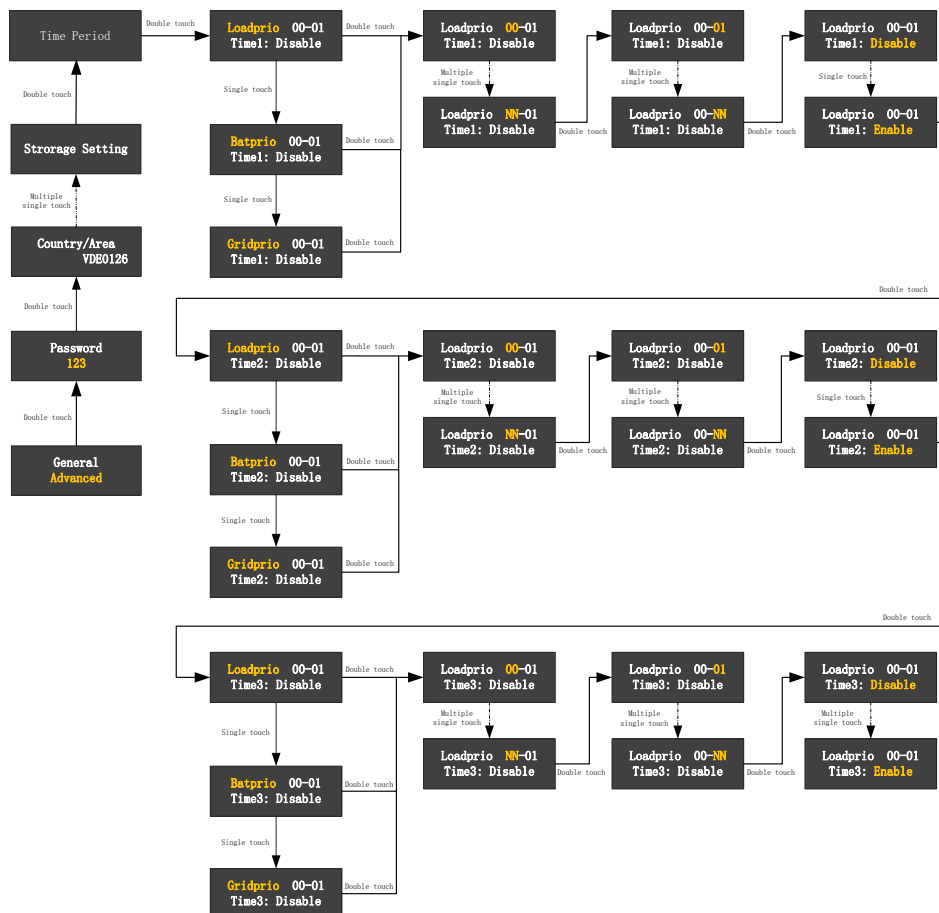 Time Period
Double touch
Strorage Setting
Multiple
single touch
Country/Area
VDE0126
Double touch
Password
123
Double touch
General
Advanced
Double touch
Loadprio 00-01
Time1: Disable
Double touch
Single touch
Batprio 00-01
Time1: Disable
Double touch
Single touch
Gridprio 00-01
Time1: Disable
Double touch
Loadprio 00-01
Time1: Disable
Multiple
single touch
Loadprio NN-01
Time1: Disable
Double touch
Loadprio 00-01
Time1: Disable
Multiple
single touch
Loadprio 00-NN
Time1: Disable
Double touch
Loadprio 00-01
Time1: Disable
Single touch
Loadprio 00-01
Time1: Enable
Double touch
Loadprio 00-01
Time2: Disable
Double touch
Single touch
Batprio 00-01
Time2: Disable
Double touch
Single touch
Gridprio 00-01
Time2: Disable
Double touch
Loadprio 00-01
Time2: Disable
Multiple
single touch
Loadprio NN-01
Time2: Disable
Double touch
Loadprio 00-01
Time2: Disable
Multiple
single touch
Loadprio 00-NN
Time2: Disable
Double touch
Loadprio 00-01
Time2: Disable
Single touch
Loadprio 00-01
Time2: Enable
Double touch
Loadprio 00-01
Time3: Disable
Double touch
Single touch
Batprio 00-01
Time3: Disable
Double touch
Single touch
Gridprio 00-01
Time3: Disable
Double touch
Loadprio 00-01
Time3: Disable
Multiple
single touch
Loadprio NN-01
Time3: Disable
Double touch
Loadprio 00-01
Time3: Disable
Multiple
single touch
Loadprio 00-NN
Time3: Disable
Double touch
Loadprio 00-01
Time3: Disable
Single touch
Loadprio 00-01
Time3: Enable